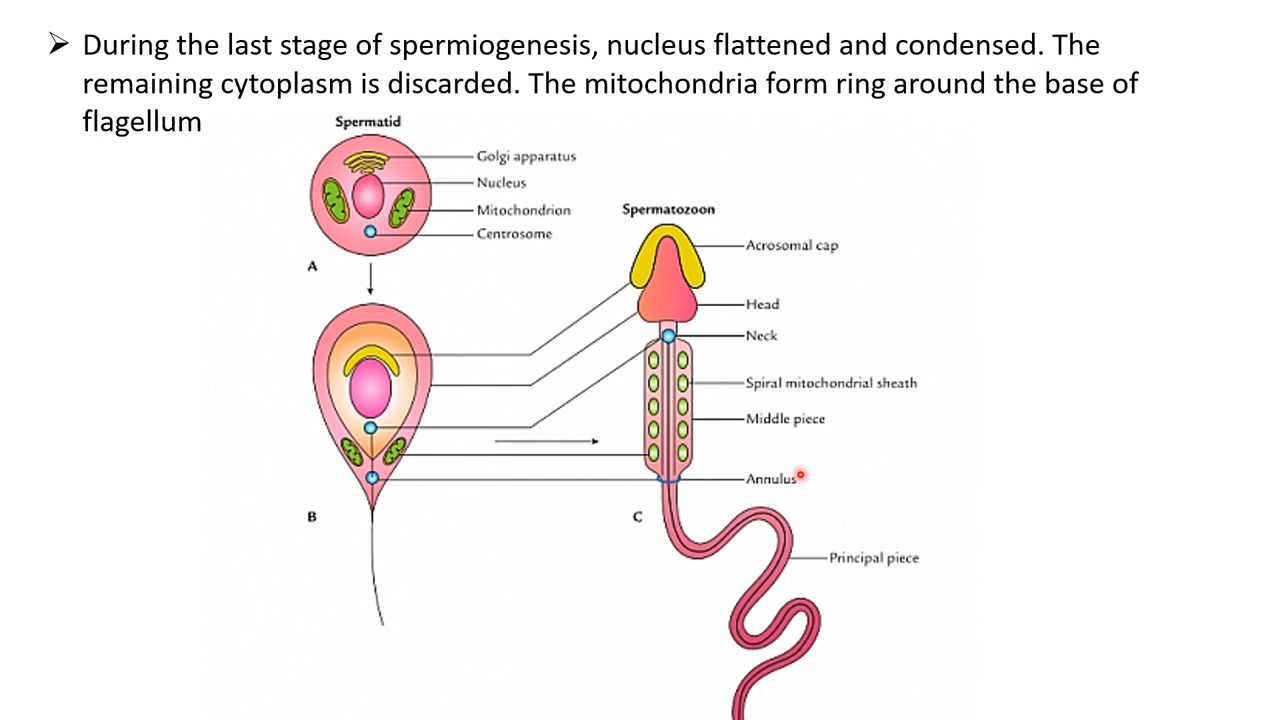 ➢ During the last stage of spermiogenesis, nucleus flattened and condensed. The
remaining cytoplasm is discarded. The mitochondria form ring around the base of
flagellum
Spermatid
Golgi apparatus
Nucleus
Mitochondrion
Centrosome
A
Spermatozoon
Acrosomal cap
Head
Neck
Spiral mitochondrial sheath
Middle piece
Annulus
B
C
Principal piece